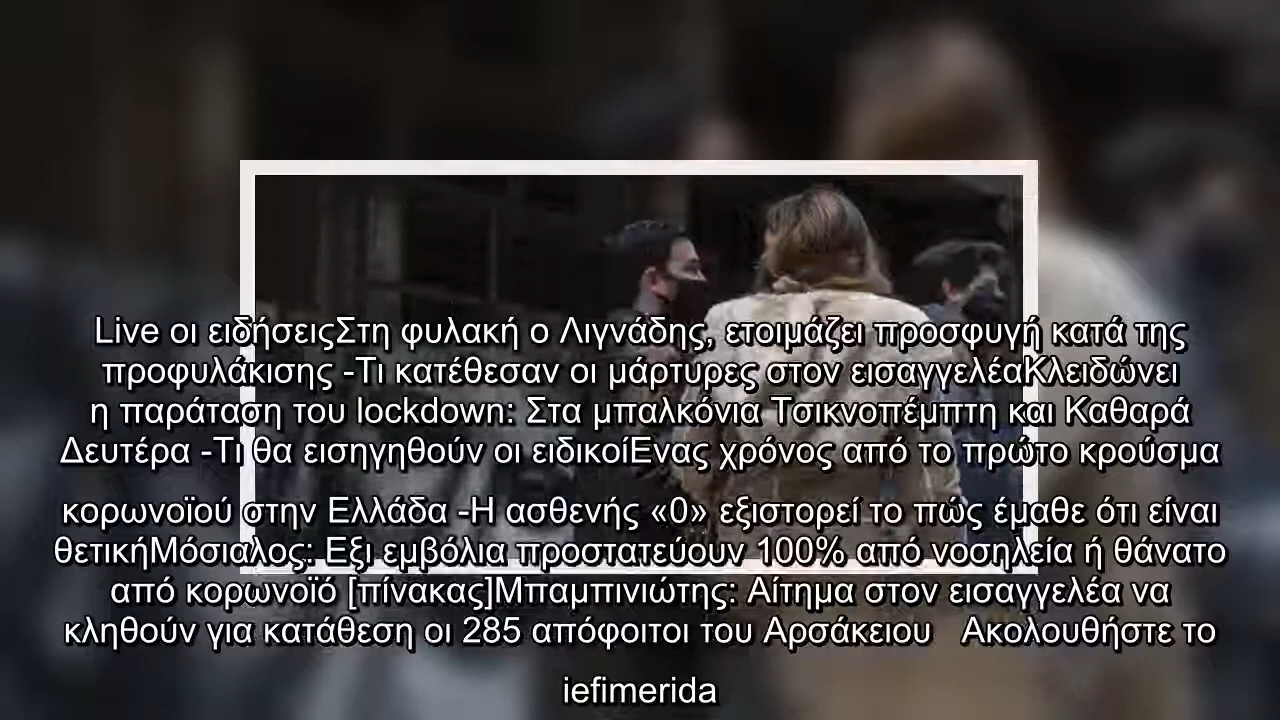 Live οι ειδήσειςΣτη φυλακή ο Λιγνάδης, ετοιμάζει προσφυγή κατά της
προφυλάκισης -Τι κατέθεσαν οι μάρτυρες στον εισαγγελέαΚλειδώνει
η παράταση του lockdown: Στα μπαλκόνια Τσικνοπέμπτη και Καθαρά
Δευτέρα -Τι θα εισηγηθούν οι ειδικοίΕνας χρόνος από το πρώτο κρούσμα
κορωνοϊού στην Ελλάδα -Η ασθενής «0» εξιστορεί το πώς έμαθε ότι είναι
θετικήΜόσιαλος: Εξι εμβόλια προστατεύουν 100% από νοσηλεία ή θάνατο
από κορωνοϊό [πίνακας]Μπαμπινιώτης: Αίτημα στον εισαγγελέα να
κληθούν για κατάθεση οι 285 απόφοιτοι του Αρσάκειου   Ακολουθήστε το
iefimerida